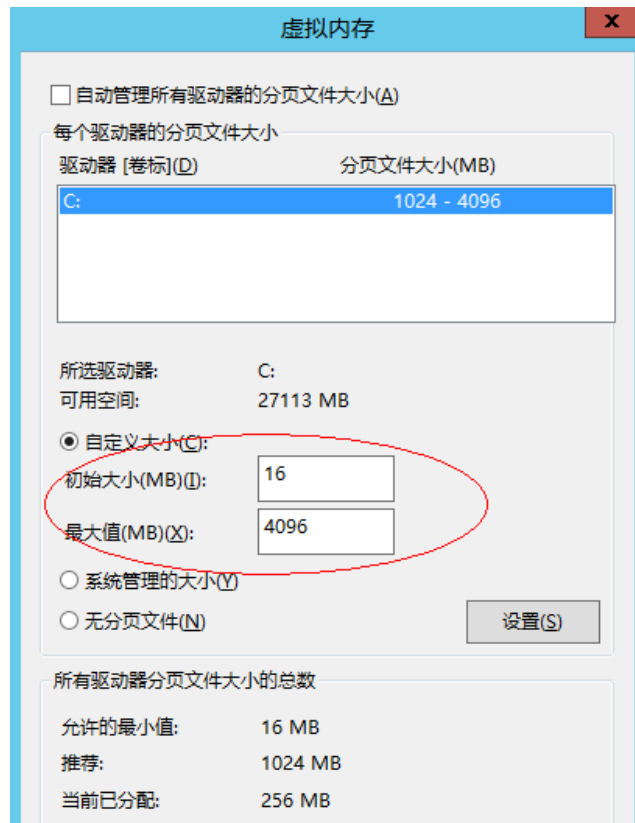 虚拟内存
x
自动管理所有驱动器的分页文件大小(A)
每个驱动器的分页文件大小
驱动器 [卷标](D) 分页文件大小(MB)
C: 1024 - 4096
所选驱动器: C:
可用空间: 27113 MB
自定义大小(C):
初始大小(MB)(I): 16
最大值(MB)(X): 4096
系统管理的大小(Y)
无分页文件(N) 设置(S)
所有驱动器分页文件大小的总数
允许的最小值: 16 MB
推荐: 1024 MB
当前已分配: 256 MB